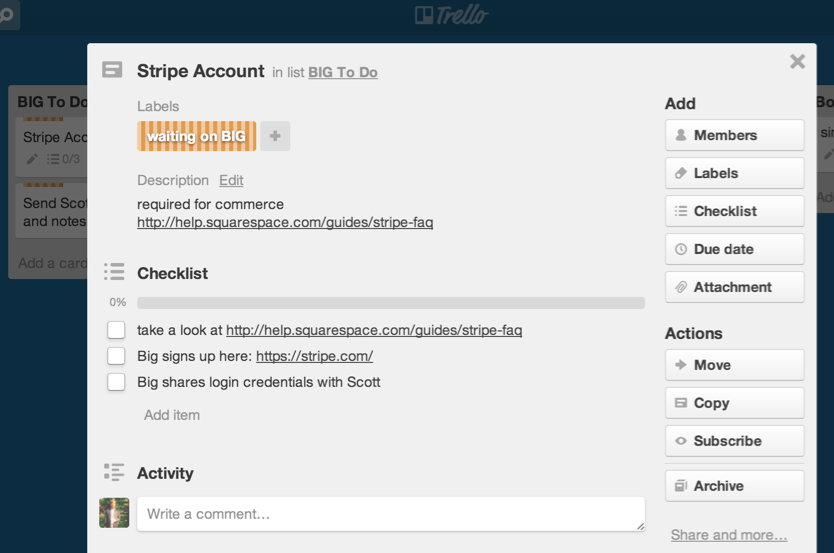 Trello
Stripe Account in list BIG To Do
Labels
waiting on BIG
Description Edit
required for commerce
http://help.squarespace.com/guides/stripe-faq
Checklist
0%
take a look at http://help.squarespace.com/guides/stripe-faq
Big signs up here: https://stripe.com/
Big shares login credentials with Scott
Add item
Activity
Write a comment…
Add
Members
Labels
Checklist
Due date
Attachment
Actions
Move
Copy
Subscribe
Archive
Share and more…
BIG To Do
Stripe Acc
0/3
Send Scot
and notes
Add a card
Bo